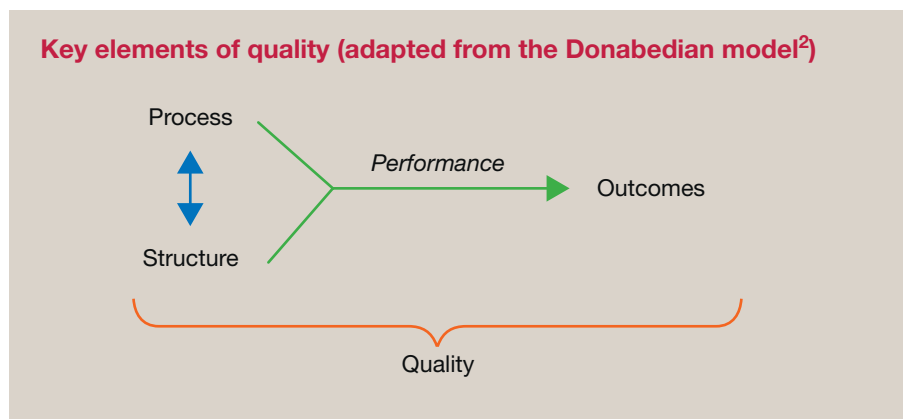 Key elements of quality (adapted from the Donabedian model²)
Process
Performance
Outcomes
Structure
Quality